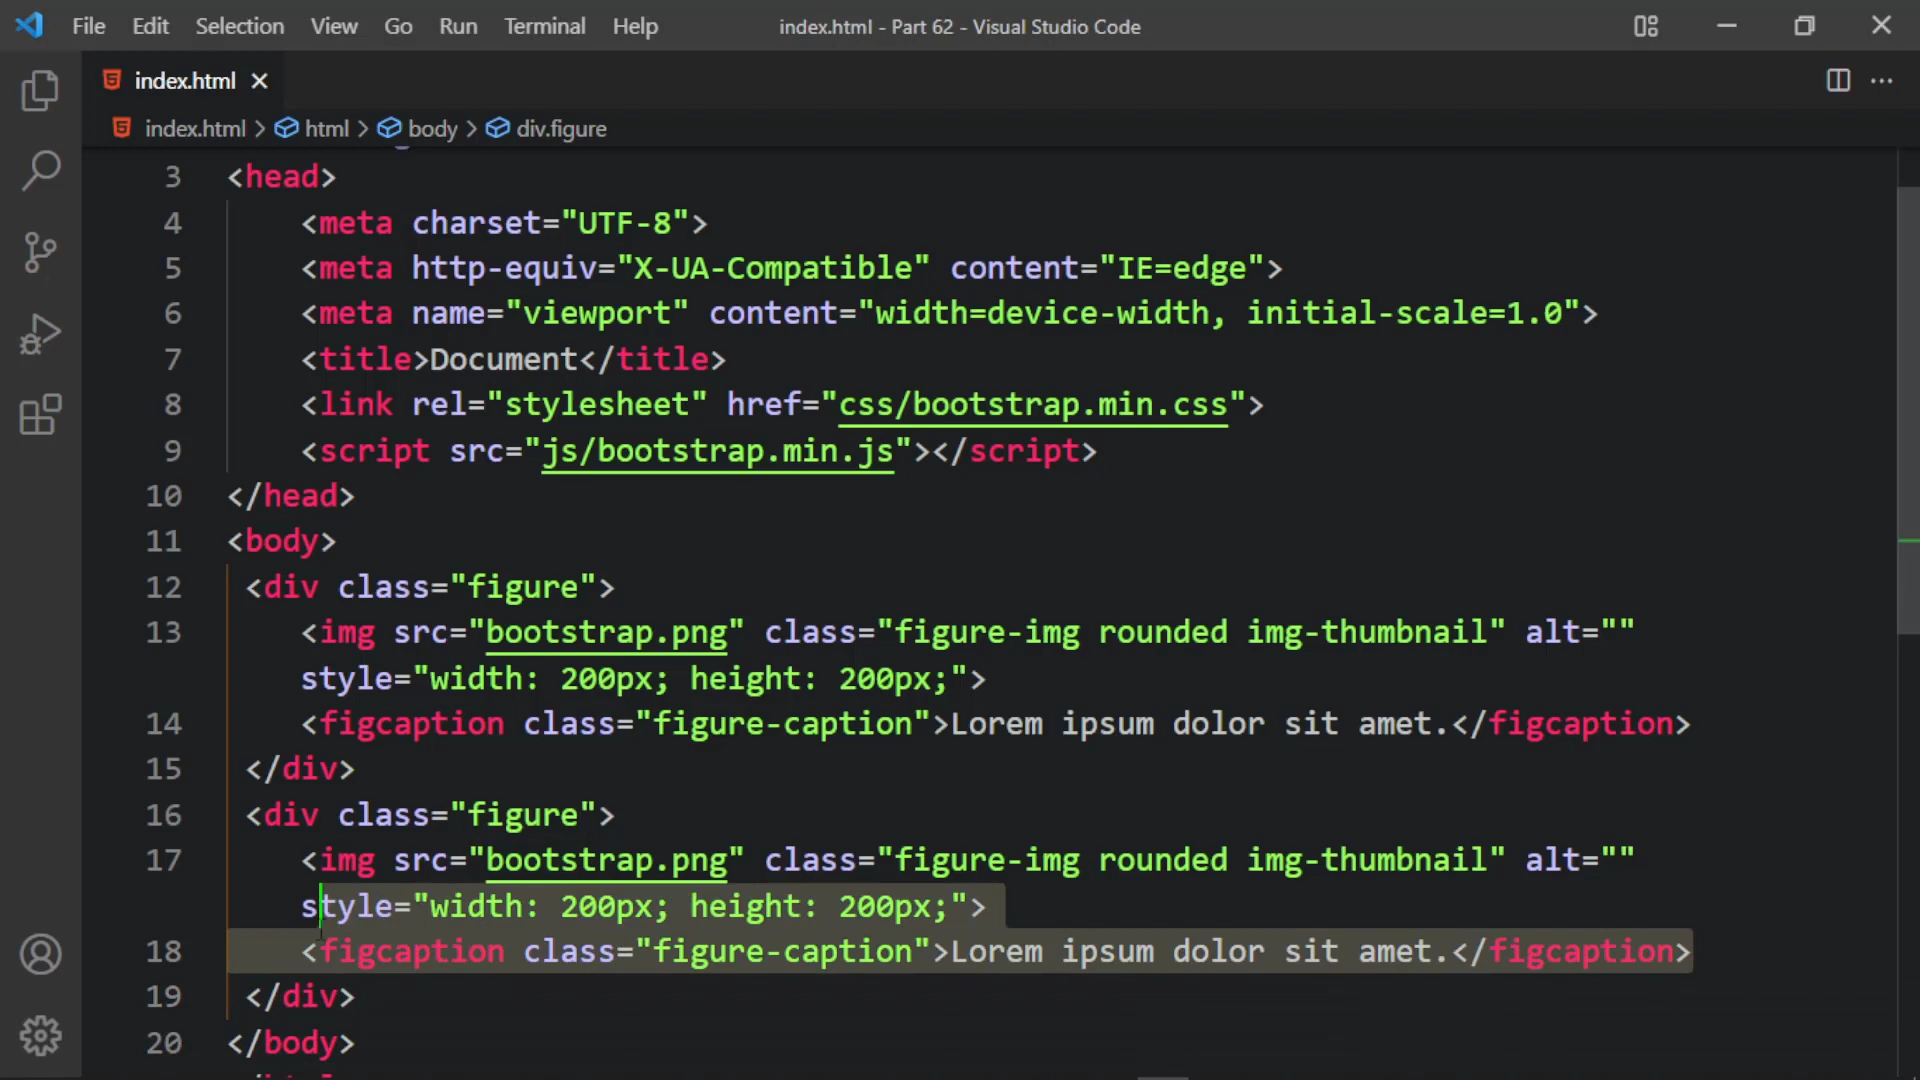 File Edit Selection View Go Run Terminal Help index.html - Part 62 - Visual Studio Code
index.html
index.html > html > body > div.figure
3 <head>
4 <meta charset="UTF-8">
5 <meta http-equiv="X-UA-Compatible" content="IE=edge">
6 <meta name="viewport" content="width=device-width, initial-scale=1.0">
7 <title>Document</title>
8 <link rel="stylesheet" href="css/bootstrap.min.css">
9 <script src="js/bootstrap.min.js"></script>
10 </head>
11 <body>
12 <div class="figure">
13 <img src="bootstrap.png" class="figure-img rounded img-thumbnail" alt=""
style="width: 200px; height: 200px;">
14 <figcaption class="figure-caption">Lorem ipsum dolor sit amet.</figcaption>
15 </div>
16 <div class="figure">
17 <img src="bootstrap.png" class="figure-img rounded img-thumbnail" alt=""
style="width: 200px; height: 200px;">
18 <figcaption class="figure-caption">Lorem ipsum dolor sit amet.</figcaption>
19 </div>
20 </body>